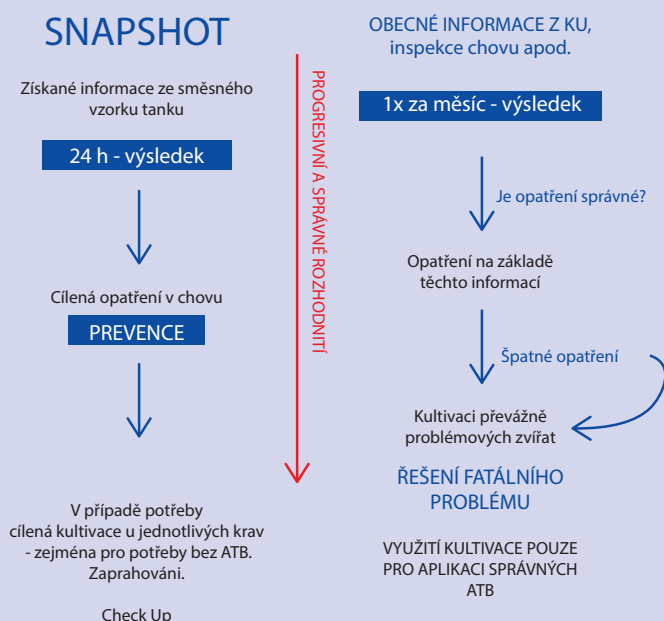 SNAPSHOT
Získané informace ze směsného
vzorku tanku
24 h - výsledek
Cílená opatření v chovu
PREVENCE
V případě potřeby
cílená kultivace u jednotlivých krav
- zejména pro potřeby bez ATB.
Zaprahováni.
Check Up
PROGRESIVNÍ A SPRÁVNÉ ROZHODNITÍ
OBECNÉ INFORMACE Z KU,
inspekce chovu apod.
1x za měsíc - výsledek
Je opatření správné?
Opatření na základě
těchto informací
Špatné opatření
Kultivaci převážně
problémových zvířat
ŘEŠENÍ FATÁLNÍHO
PROBLÉMU
VYUŽITÍ KULTIVACE POUZE
PRO APLIKACI SPRÁVNÝCH
ATB